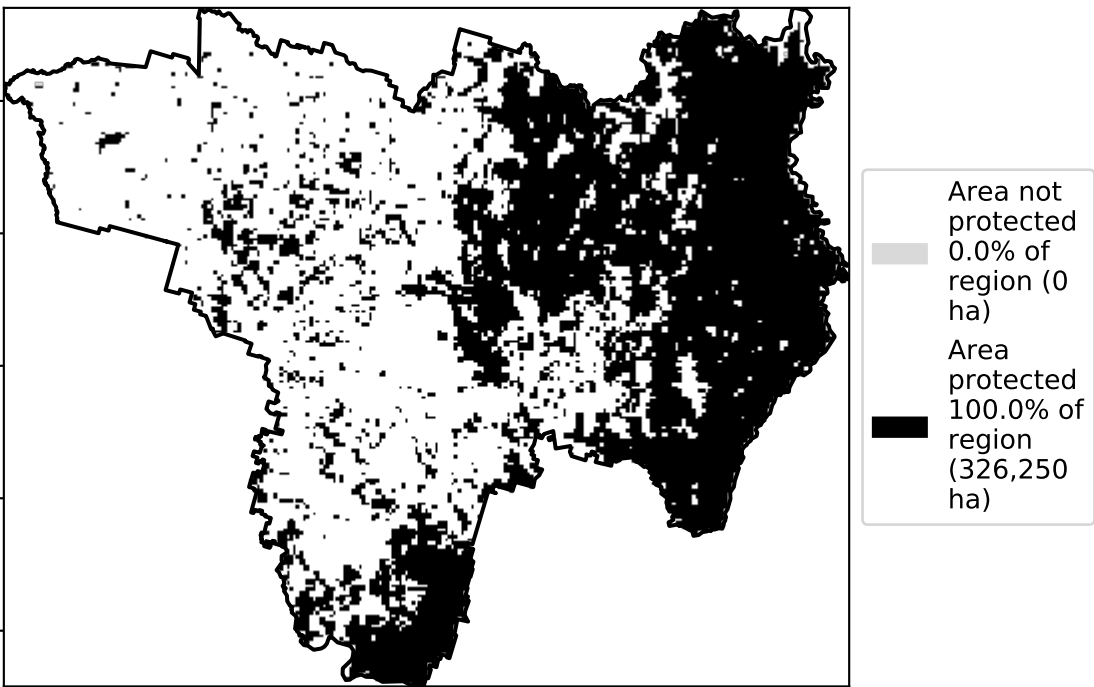 Area not
protected
0.0% of
region (0
ha)
Area
protected
100.0% of
region
(326,250
ha)